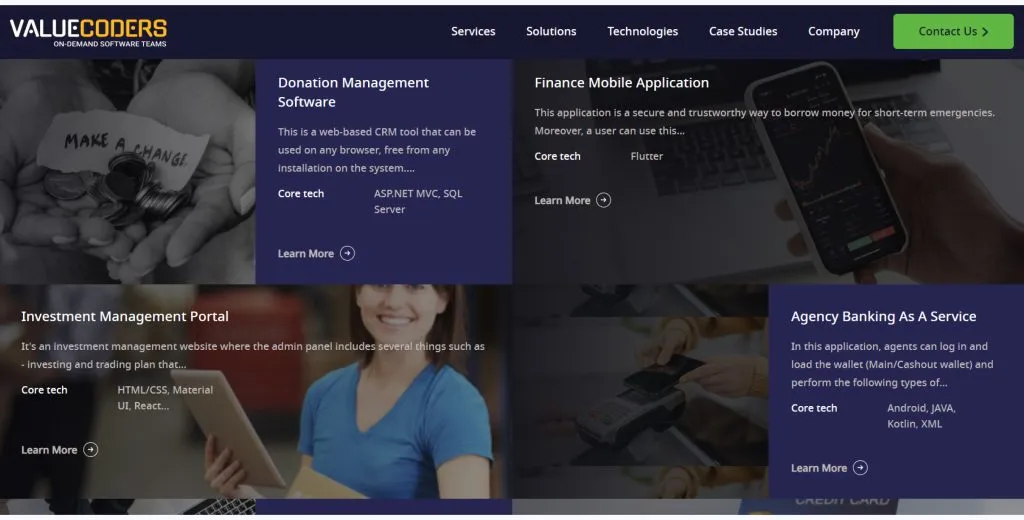 VALUECODERS
ON-DEMAND SOFTWARE TEAMS
Services
Solutions
Technologies
Case Studies
Company
Contact Us
MAKE A CHANGE
Donation Management
Software
This is a web-based CRM tool that can be
used on any browser, free from any
installation on the system....
Core tech
ASP.NET MVC, SQL
Server
Learn More
Finance Mobile Application
This application is a secure and trustworthy way to borrow money for short-term emergencies.
Moreover, a user can use this...
Core tech
Flutter
Learn More
Investment Management Portal
It's an investment management website where the admin panel includes several things such as
- investing and trading plan that...
Core tech
HTML/CSS, Material
UI, React...
Learn More
Agency Banking As A Service
In this application, agents can log in and
load the wallet (Main/Cashout wallet) and
perform the following types of...
Core tech
Android, JAVA,
Kotlin, XML
Learn More
CREDIT CARD